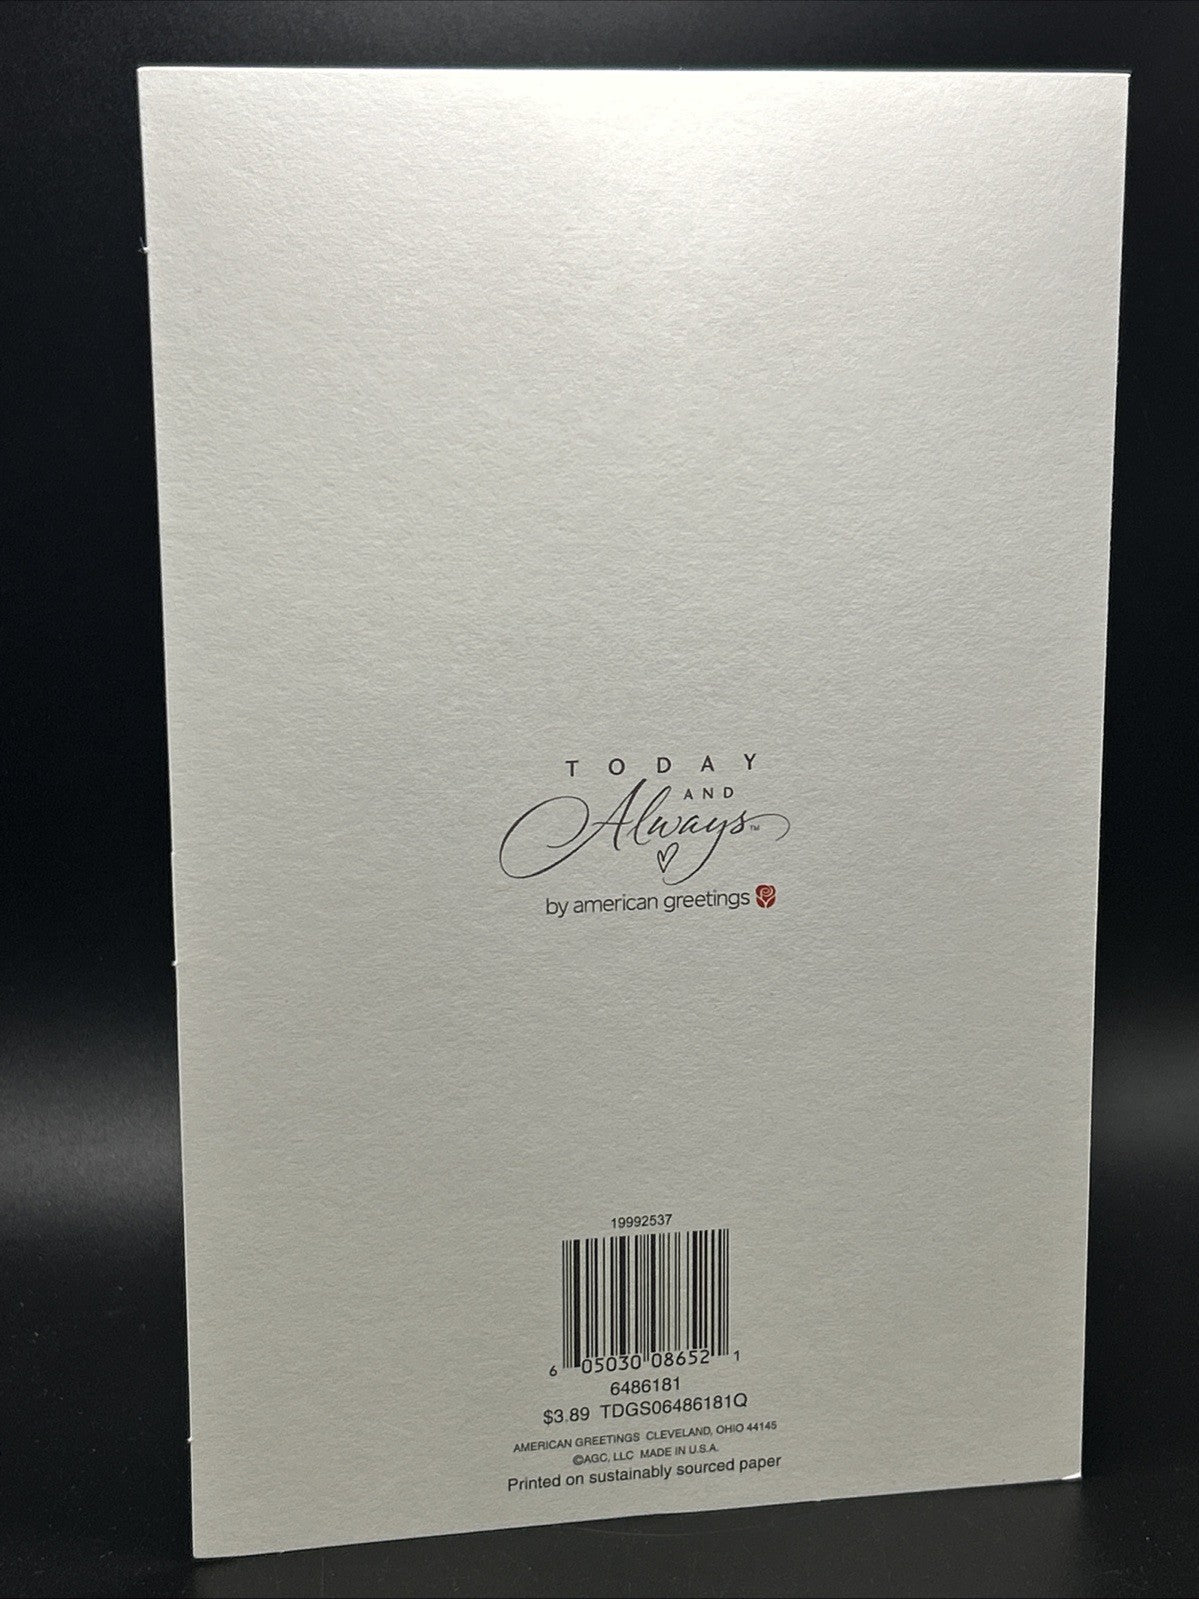 TODAY
AND
Always™
by american greetings
19992537
6 05030 08652 1
6486181
$3.89 TDGS06486181Q
AMERICAN GREETINGS CLEVELAND, OHIO 44145
©AGC, LLC MADE IN U.S.A.
Printed on sustainably sourced paper